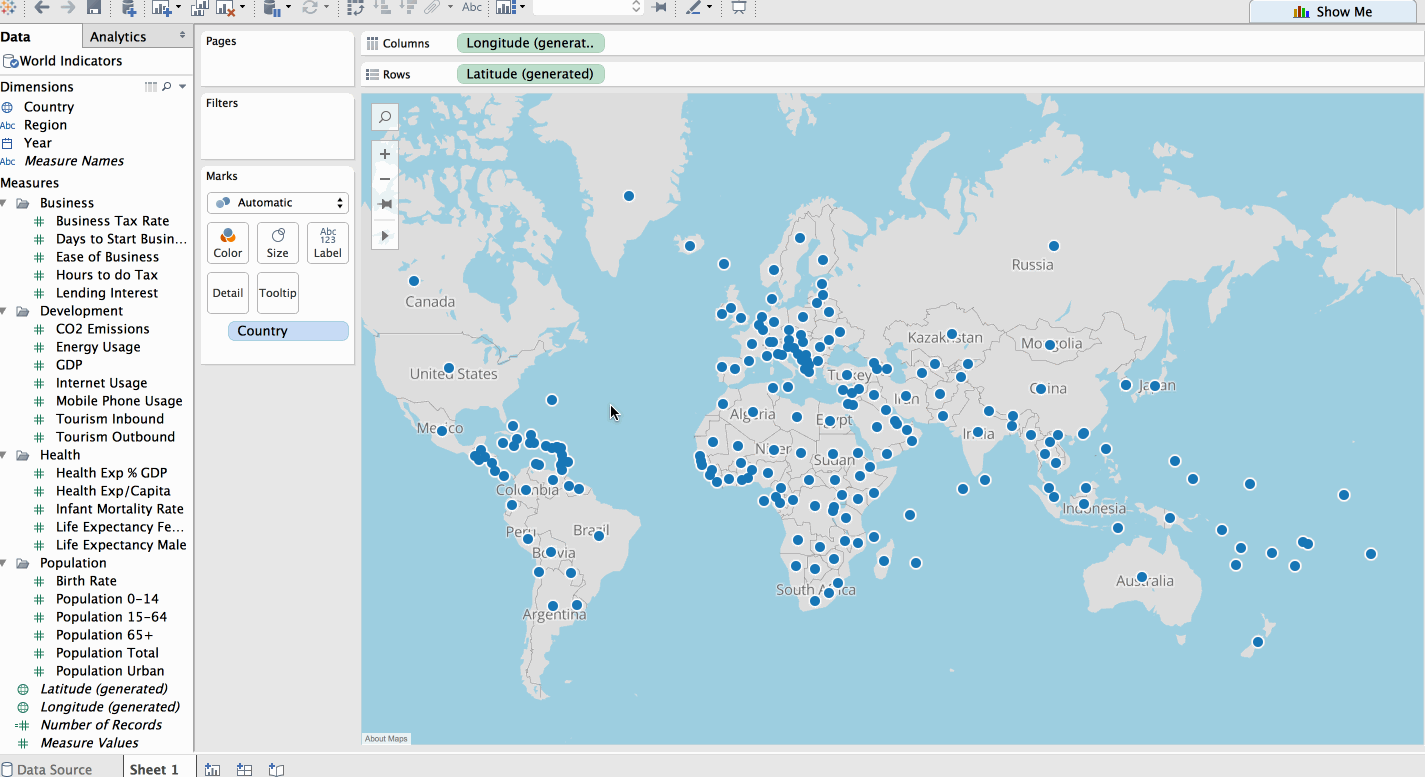 Abc
Show Me
Data
Analytics
World Indicators
Dimensions
Country
Abc Region
Year
Abc Measure Names
Measures
Business
Business Tax Rate
Days to Start Busin...
Ease of Business
Hours to do Tax
Lending Interest
Development
CO2 Emissions
Energy Usage
GDP
Internet Usage
Mobile Phone Usage
Tourism Inbound
Tourism Outbound
Health
Health Exp % GDP
Health Exp/Capita
Infant Mortality Rate
Life Expectancy Fe...
Life Expectancy Male
Population
Birth Rate
Population 0-14
Population 15-64
Population 65+
Population Total
Population Urban
Latitude (generated)
Longitude (generated)
Number of Records
Measure Values
Pages
Filters
Marks
Automatic
Color
Size
Abc
123
Label
Detail
Tooltip
Country
Columns
Longitude (generat..
Rows
Latitude (generated)
Canada
Russia
United States
Kazakhstan
Mongolia
Turkey
China
Japan
Mexico
Algeria
Egypt
Iran
India
Niger
Sudan
Colombia
Indonesia
Peru
Brazil
Bolivia
South Africa
Australia
Argentina
About Maps
Data Source
Sheet 1